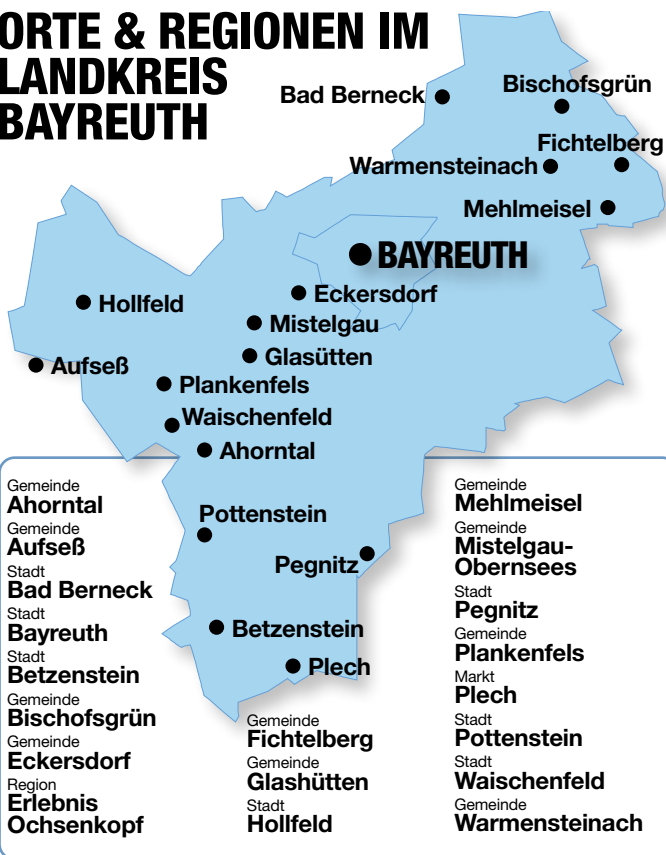 ORTE & REGIONEN IM
LANDKREIS
BAYREUTH
Bad Berneck
Bischofsgrün
Fichtelberg
Warmensteinach
Mehlmeisel
BAYREUTH
Eckersdorf
Hollfeld
Mistelgau
Glasütten
Aufseß
Plankenfels
Waischenfeld
Ahorntal
Pottenstein
Pegnitz
Betzenstein
Plech
Gemeinde
Ahorntal
Gemeinde
Aufseß
Stadt
Bad Berneck
Stadt
Bayreuth
Stadt
Betzenstein
Gemeinde
Bischofsgrün
Gemeinde
Eckersdorf
Region
Erlebnis
Ochsenkopf
Gemeinde
Fichtelberg
Gemeinde
Glashütten
Stadt
Hollfeld
Gemeinde
Mehlmeisel
Gemeinde
Mistelgau-
Obernsees
Stadt
Pegnitz
Gemeinde
Plankenfels
Markt
Plech
Stadt
Pottenstein
Stadt
Waischenfeld
Gemeinde
Warmensteinach